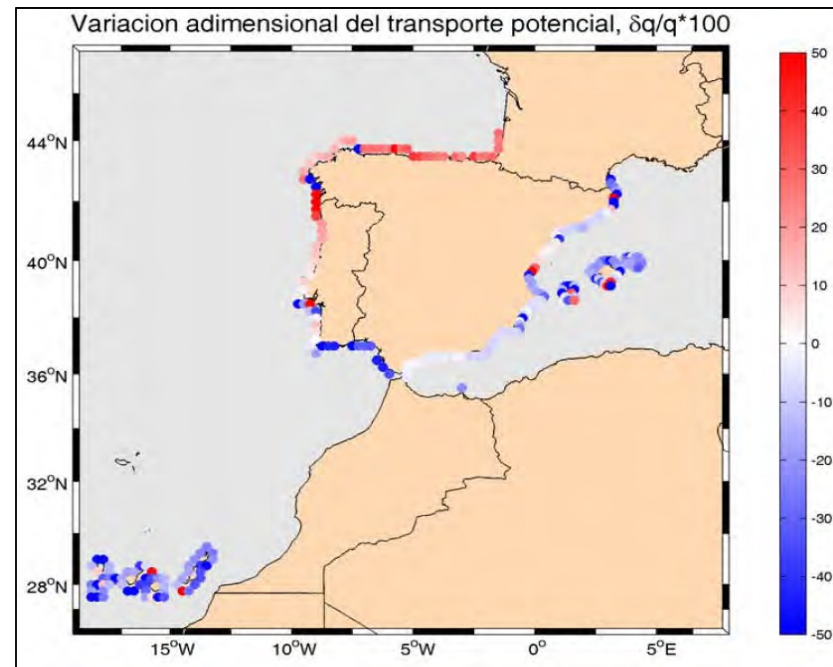 Variacion adimensional del transporte potencial, δq/q*100
44°N
40°N
36°N
32°N
28°N
15°W
10°W
5°W
0°
5°E
50
40
30
20
10
0
-10
-20
-30
-40
-50